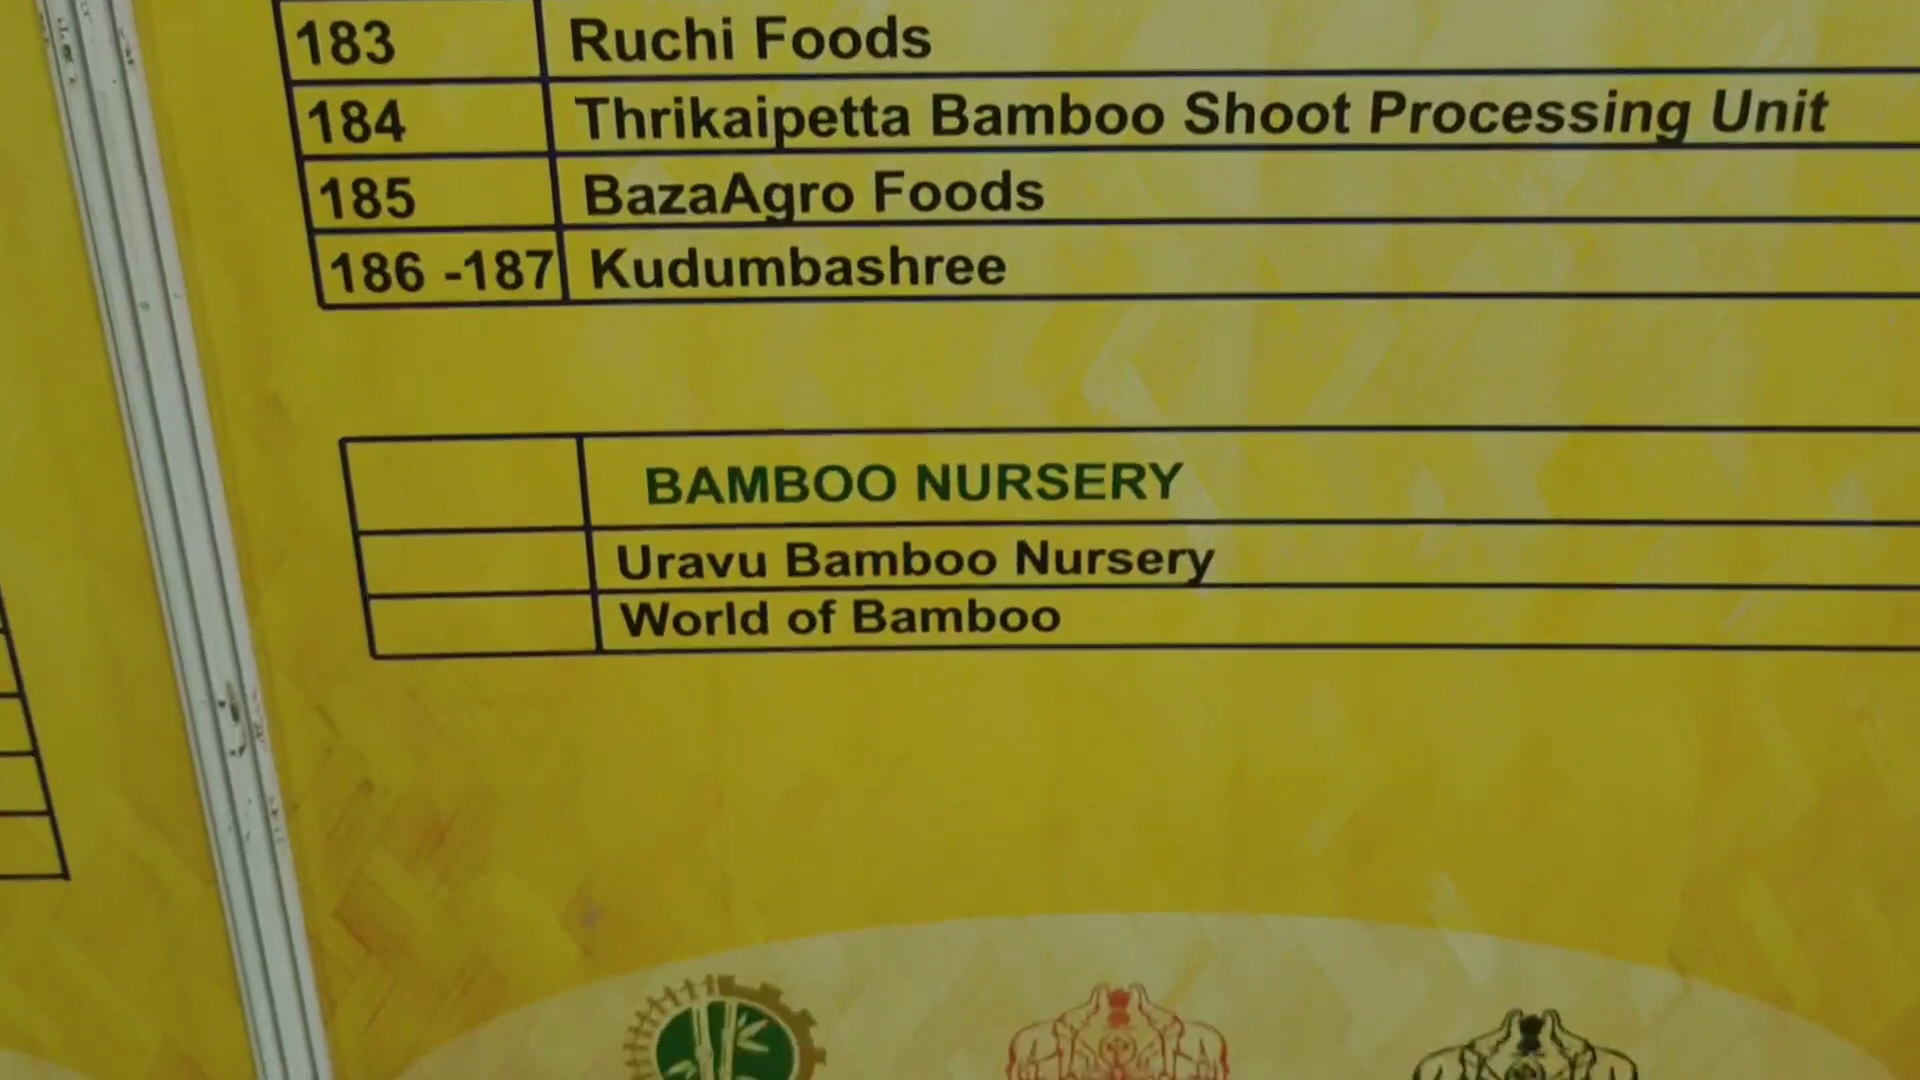 183 Ruchi Foods
184 Thrikaipetta Bamboo Shoot Processing Unit
185 BazaAgro Foods
186 -187 Kudumbashree
BAMBOO NURSERY
Uravu Bamboo Nursery
World of Bamboo